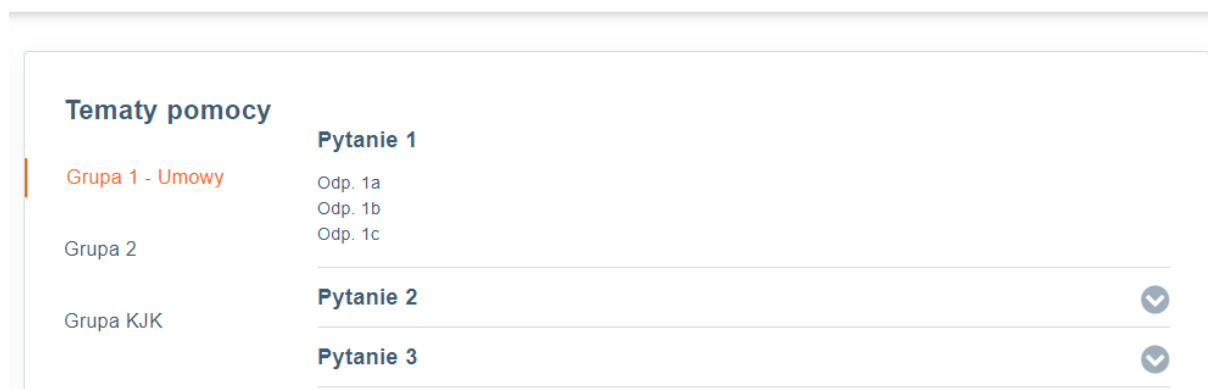 Tematy pomocy
Grupa 1 - Umowy
Grupa 2
Grupa KJK
Pytanie 1
Odp. 1a
Odp. 1b
Odp. 1c
Pytanie 2
Pytanie 3